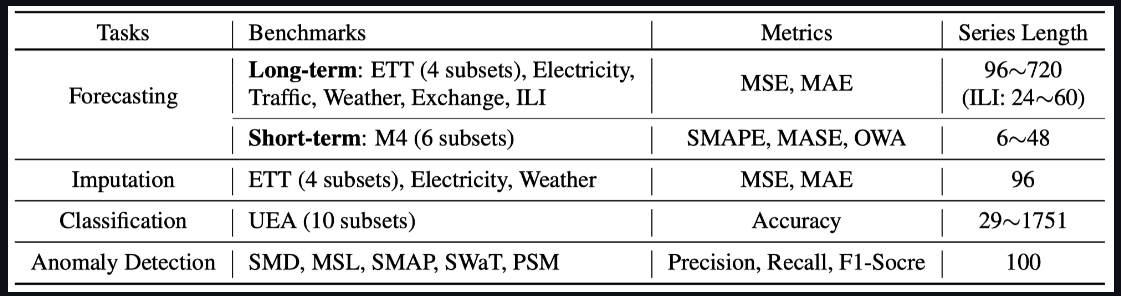 Tasks Benchmarks Metrics Series Length
Forecasting
Long-term: ETT (4 subsets), Electricity,
Traffic, Weather, Exchange, ILI
MSE, MAE
96~720
(ILI: 24~60)
Short-term: M4 (6 subsets) SMAPE, MASE, OWA 6~48
Imputation ETT (4 subsets), Electricity, Weather MSE, MAE 96
Classification UEA (10 subsets) Accuracy 29~1751
Anomaly Detection SMD, MSL, SMAP, SWaT, PSM Precision, Recall, F1-Socre 100